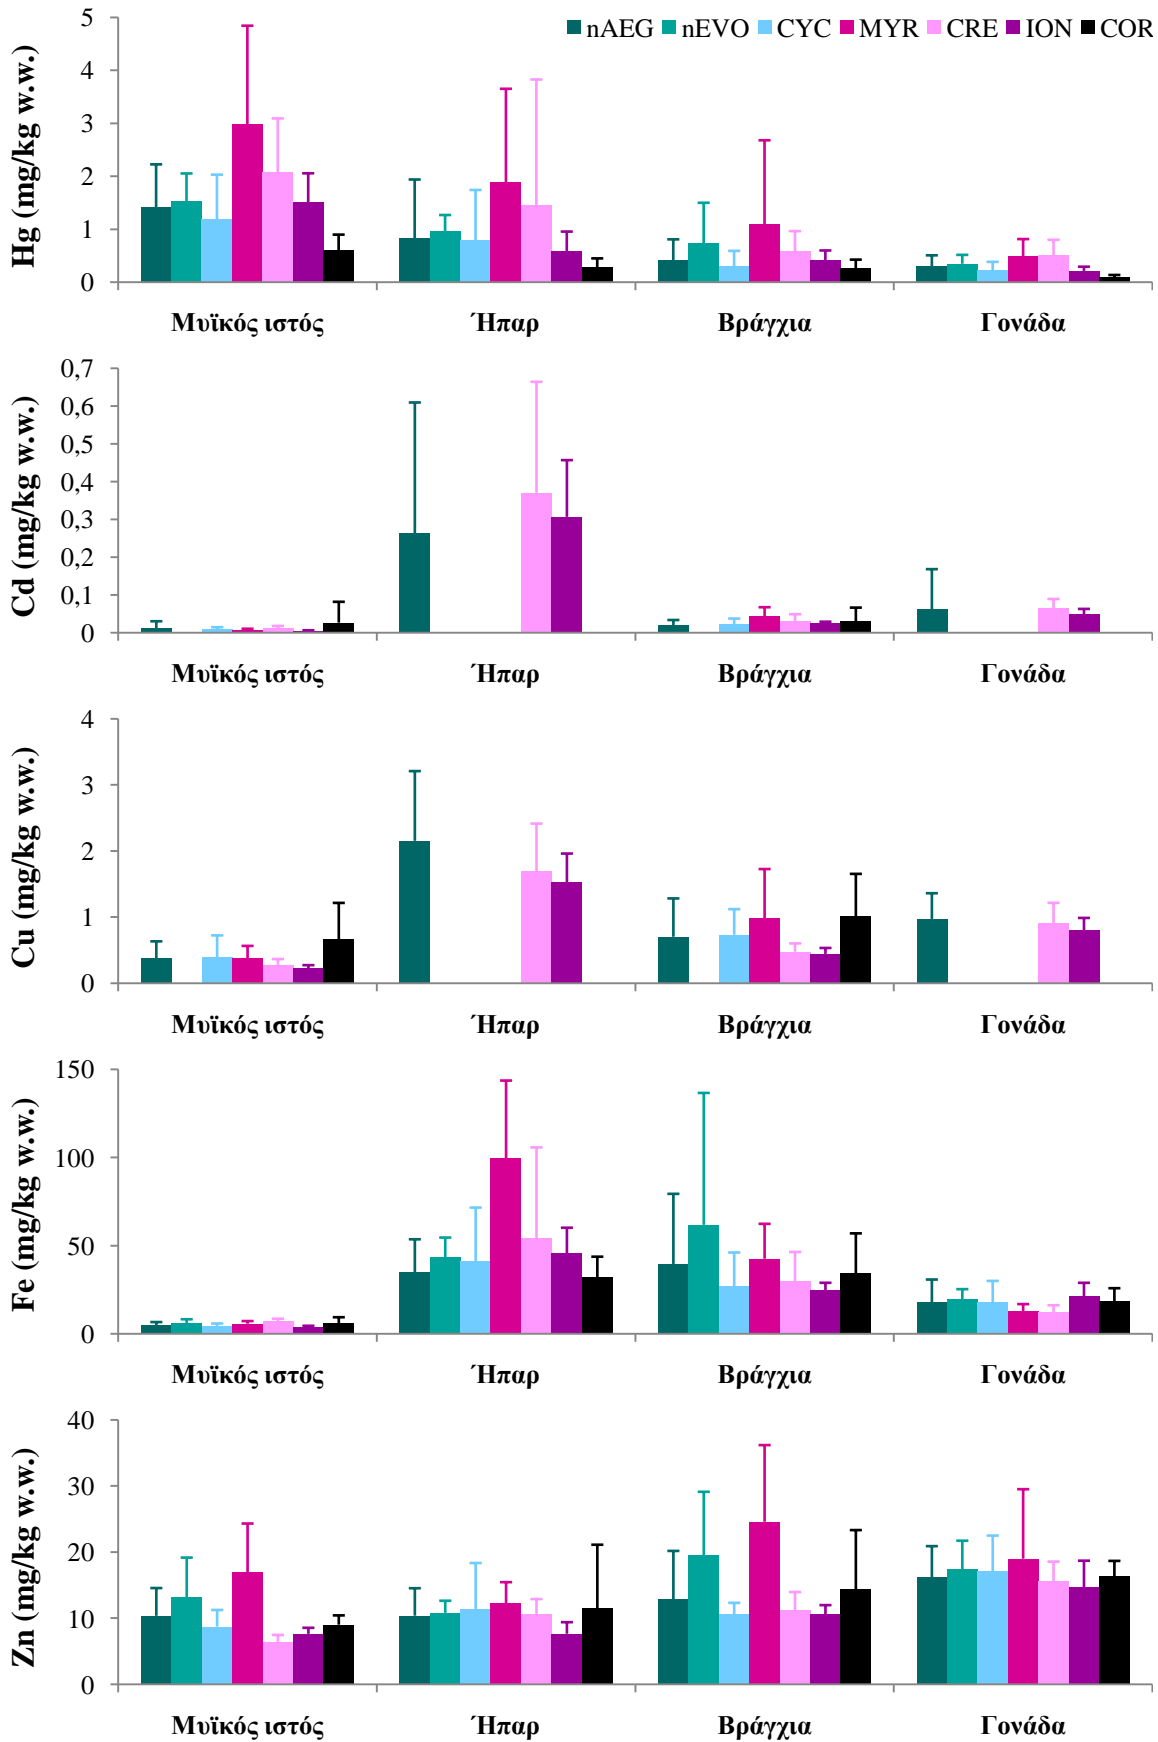 nAEG nEVO CYC MYR CRE ION COR
Hg (mg/kg w.w.)
5
4
3
2
1
0
Μυϊκός ιστός Ήπαρ Βράγχια Γονάδα
Cd (mg/kg w.w.)
0,7
0,6
0,5
0,4
0,3
0,2
0,1
0
Μυϊκός ιστός Ήπαρ Βράγχια Γονάδα
Cu (mg/kg w.w.)
4
3
2
1
0
Μυϊκός ιστός Ήπαρ Βράγχια Γονάδα
Fe (mg/kg w.w.)
150
100
50
0
Μυϊκός ιστός Ήπαρ Βράγχια Γονάδα
Zn (mg/kg w.w.)
40
30
20
10
0
Μυϊκός ιστός Ήπαρ Βράγχια Γονάδα